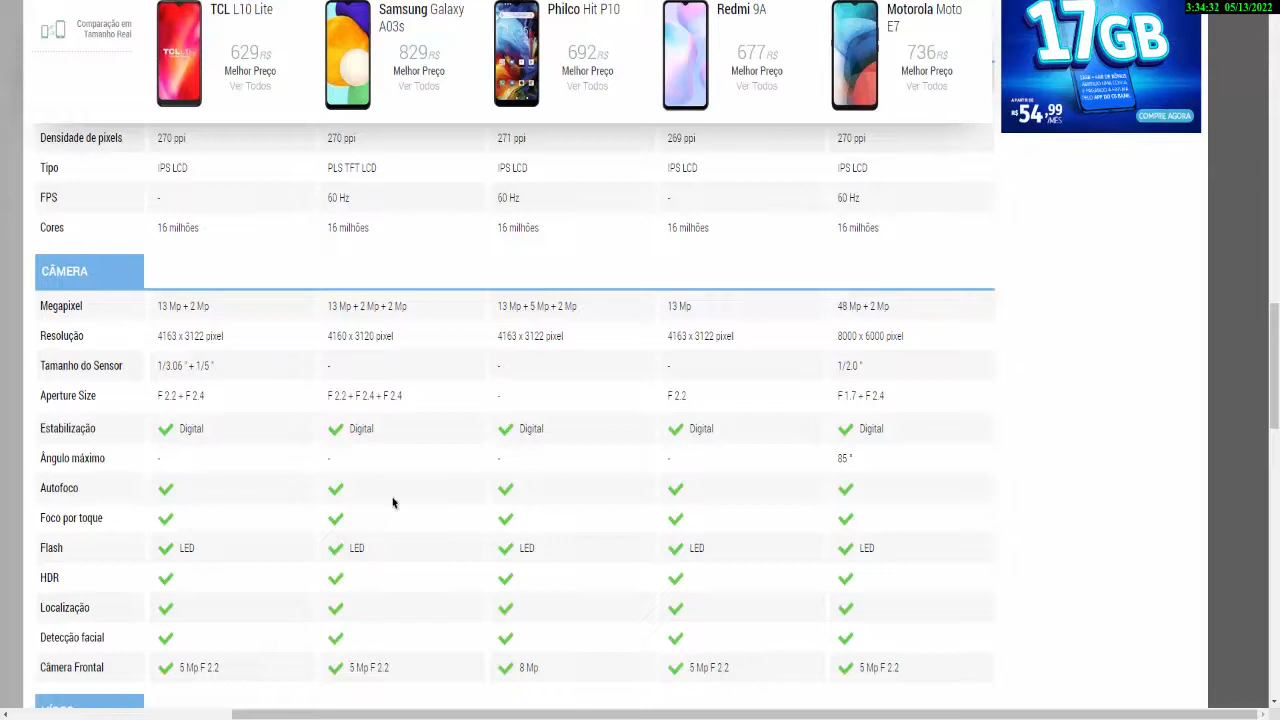 3:34:32 05/13/2022
Comparação em
Tamanho Real
TCL L10 Lite
629 R$
Melhor Preço
Ver Todos
Samsung Galaxy
A03s
829 R$
Melhor Preço
Ver Todos
Philco Hit P10
692 R$
Melhor Preço
Ver Todos
Redmi 9A
677 R$
Melhor Preço
Ver Todos
Motorola Moto
E7
736 R$
Melhor Preço
Ver Todos
17GB
A PARTIR DE
R$ 54,99 /MÊS
COMPRE AGORA
Densidade de pixels 270 ppi 270 ppi 271 ppi 269 ppi 270 ppi
Tipo IPS LCD PLS TFT LCD IPS LCD IPS LCD IPS LCD
FPS - 60 Hz 60 Hz - 60 Hz
Cores 16 milhões 16 milhões 16 milhões 16 milhões 16 milhões
CÂMERA
Megapixel 13 Mp + 2 Mp 13 Mp + 2 Mp + 2 Mp 13 Mp + 5 Mp + 2 Mp 13 Mp 48 Mp + 2 Mp
Resolução 4163 x 3122 pixel 4160 x 3120 pixel 4163 x 3122 pixel 4163 x 3122 pixel 8000 x 6000 pixel
Tamanho do Sensor 1/3.06 " + 1/5 " - - - 1/2.0 "
Aperture Size F 2.2 + F 2.4 F 2.2 + F 2.4 + F 2.4 - F 2.2 F 1.7 + F 2.4
Estabilização Digital Digital Digital Digital Digital
Ângulo máximo - - - - 85 °
Autofoco
Foco por toque
Flash LED LED LED LED LED
HDR
Localização
Detecção facial
Câmera Frontal 5 Mp F 2.2 5 Mp F 2.2 8 Mp 5 Mp F 2.2 5 Mp F 2.2